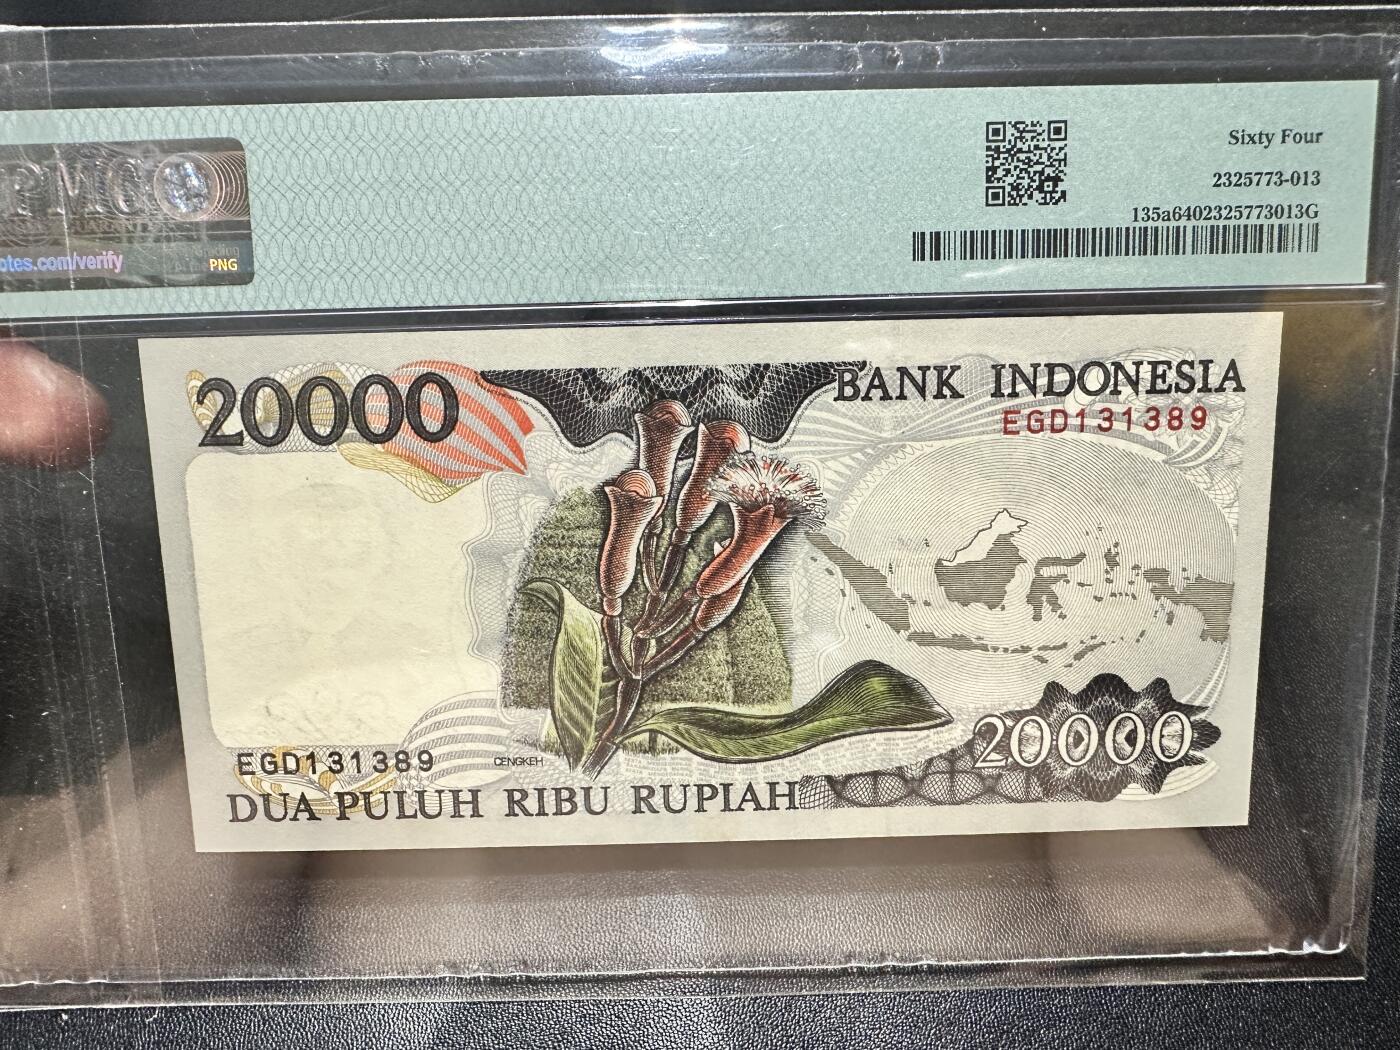 Sixty Four
2325773-013
135a6402325773013G
PMG
otes.com/verify
PNG
20000
BANK INDONESIA
EGD131389
EGD131389
CENGKEH
20000
DUA PULUH RIBU RUPIAH